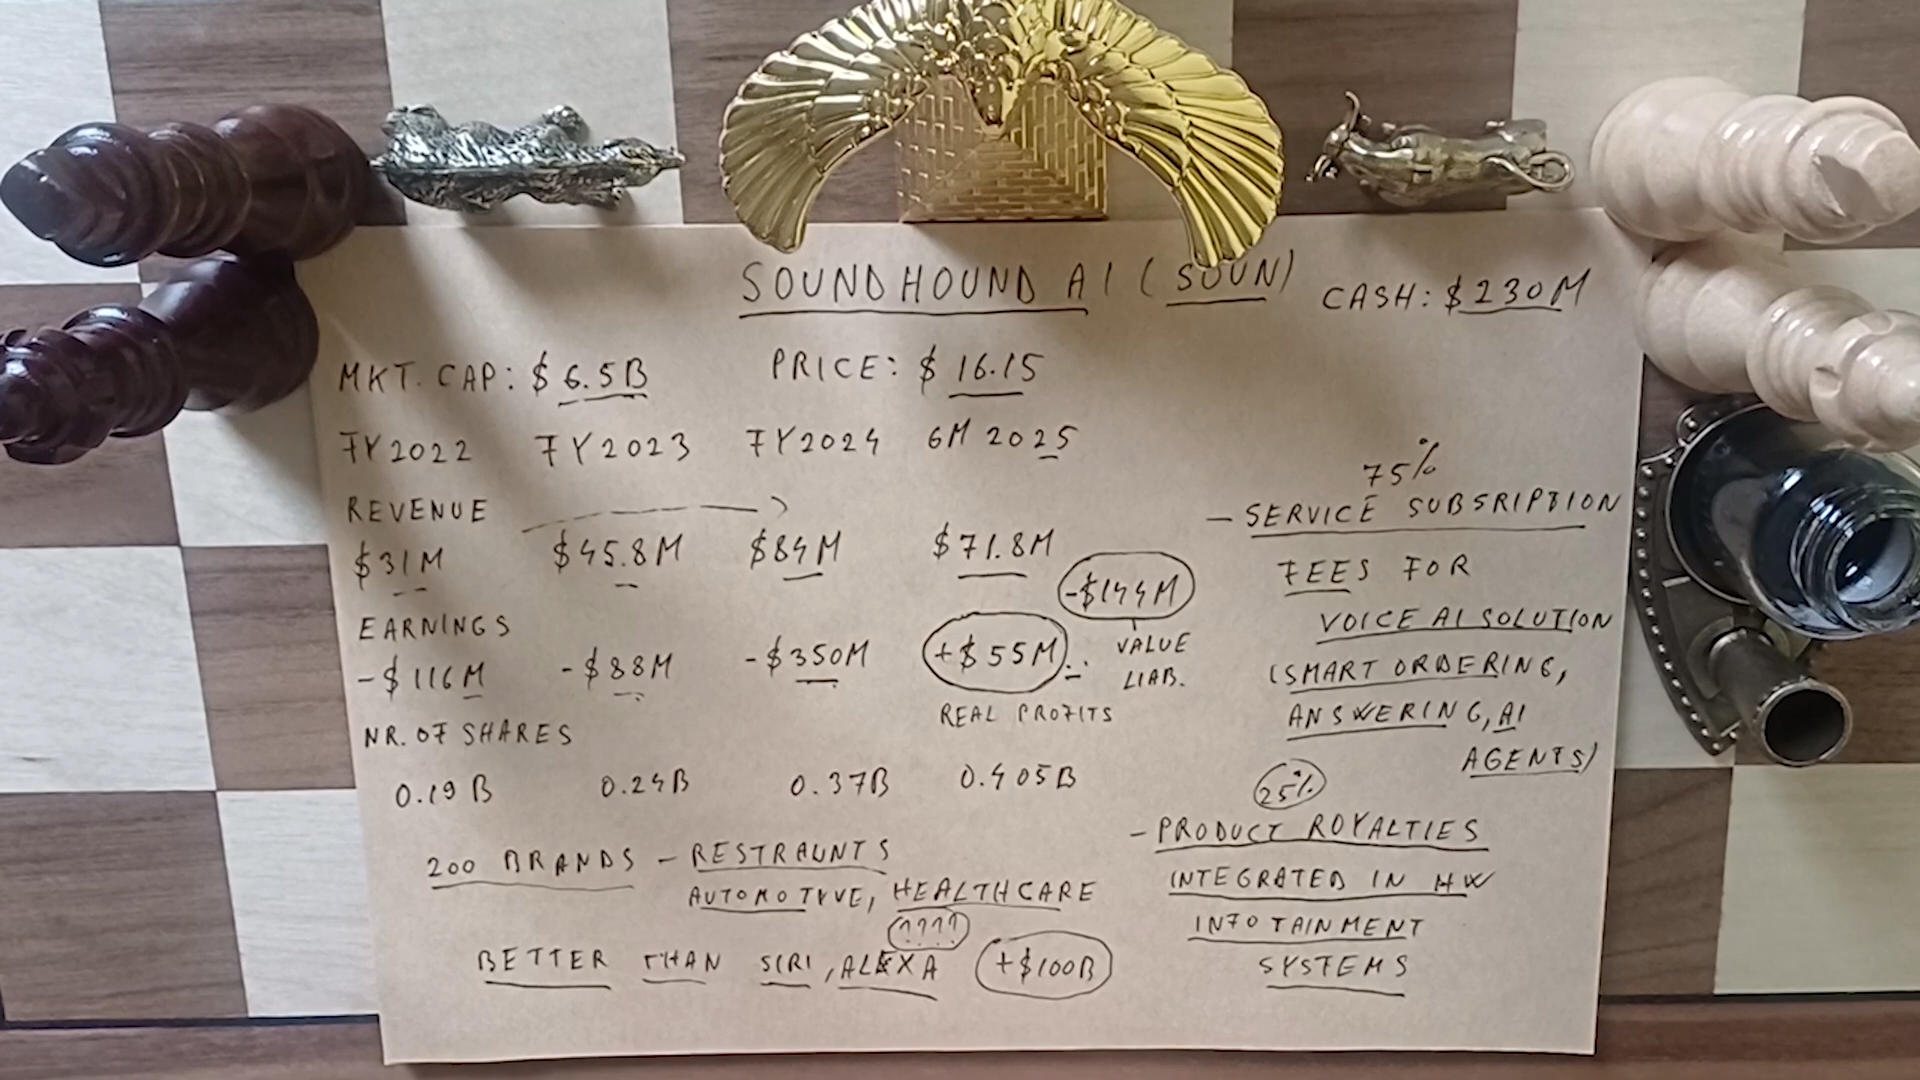 SOUNDHOUND AI (SOUN)
CASH: $230M
MKT. CAP: $6.5B
PRICE: $16.15
FY2022 FY2023 FY2024 6M 2025
REVENUE
$31M $45.8M $84M $71.8M
EARNINGS
-$116M -$88M -$350M +$55M
-$144M
VALUE
LIAB.
REAL PROFITS
NR. OF SHARES
0.19B 0.24B 0.37B 0.405B
200 BRANDS - RESTRAUNTS
AUTOMOTYVE, HEALTHCARE
????
BETTER THAN SIRI, ALEXA +$100B
75%
- SERVICE SUBSRIPTION
FEES FOR
VOICE AI SOLUTION
(SMART ORDERING,
ANSWERING, AI
AGENTS)
25%
- PRODUCT ROYALTIES
INTEGRATED IN HW
INFOTAINMENT
SYSTEMS